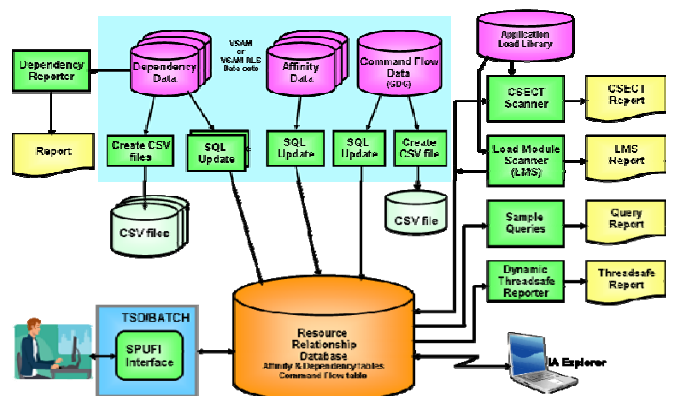 Dependency
Reporter
Report
Dependency
Data
VSAM
or
VSAM RLS
Data sets
Affinity
Data
Command Flow
Data
(GDG)
Create CSV
files
SQL
Update
SQL
Update
SQL
Update
Create
CSV file
CSV files
CSV file
Application
Load Library
CSECT
Scanner
CSECT
Report
Load Module
Scanner
(LMS)
LMS
Report
Sample
Queries
Query
Report
Dynamic
Threadsafe
Reporter
Threadsafe
Report
TSO/BATCH
SPUFI
Interface
Resource
Relationship
Database
Affinity & Dependency tables
Command Flow table
IA Explorer